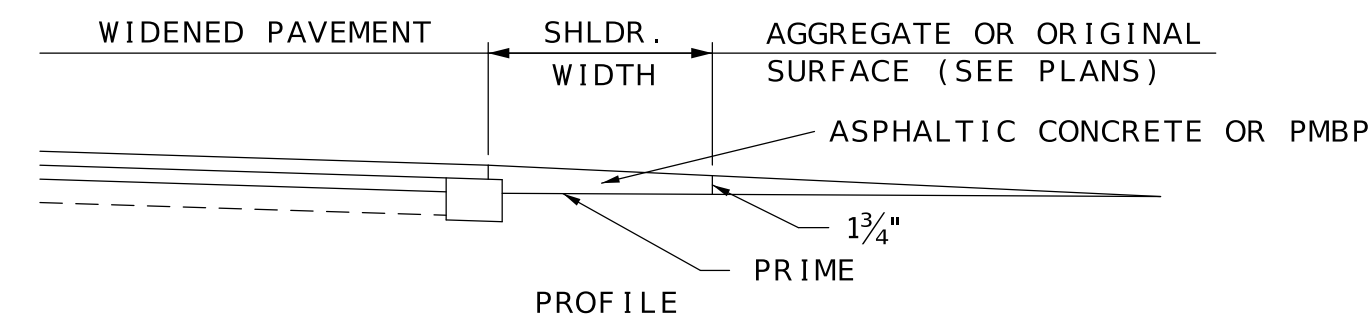 WIDENED PAVEMENT
SHLDR.
WIDTH
AGGREGATE OR ORIGINAL
SURFACE (SEE PLANS)
ASPHALTIC CONCRETE OR PMBP
1¾"
PRIME
PROFILE